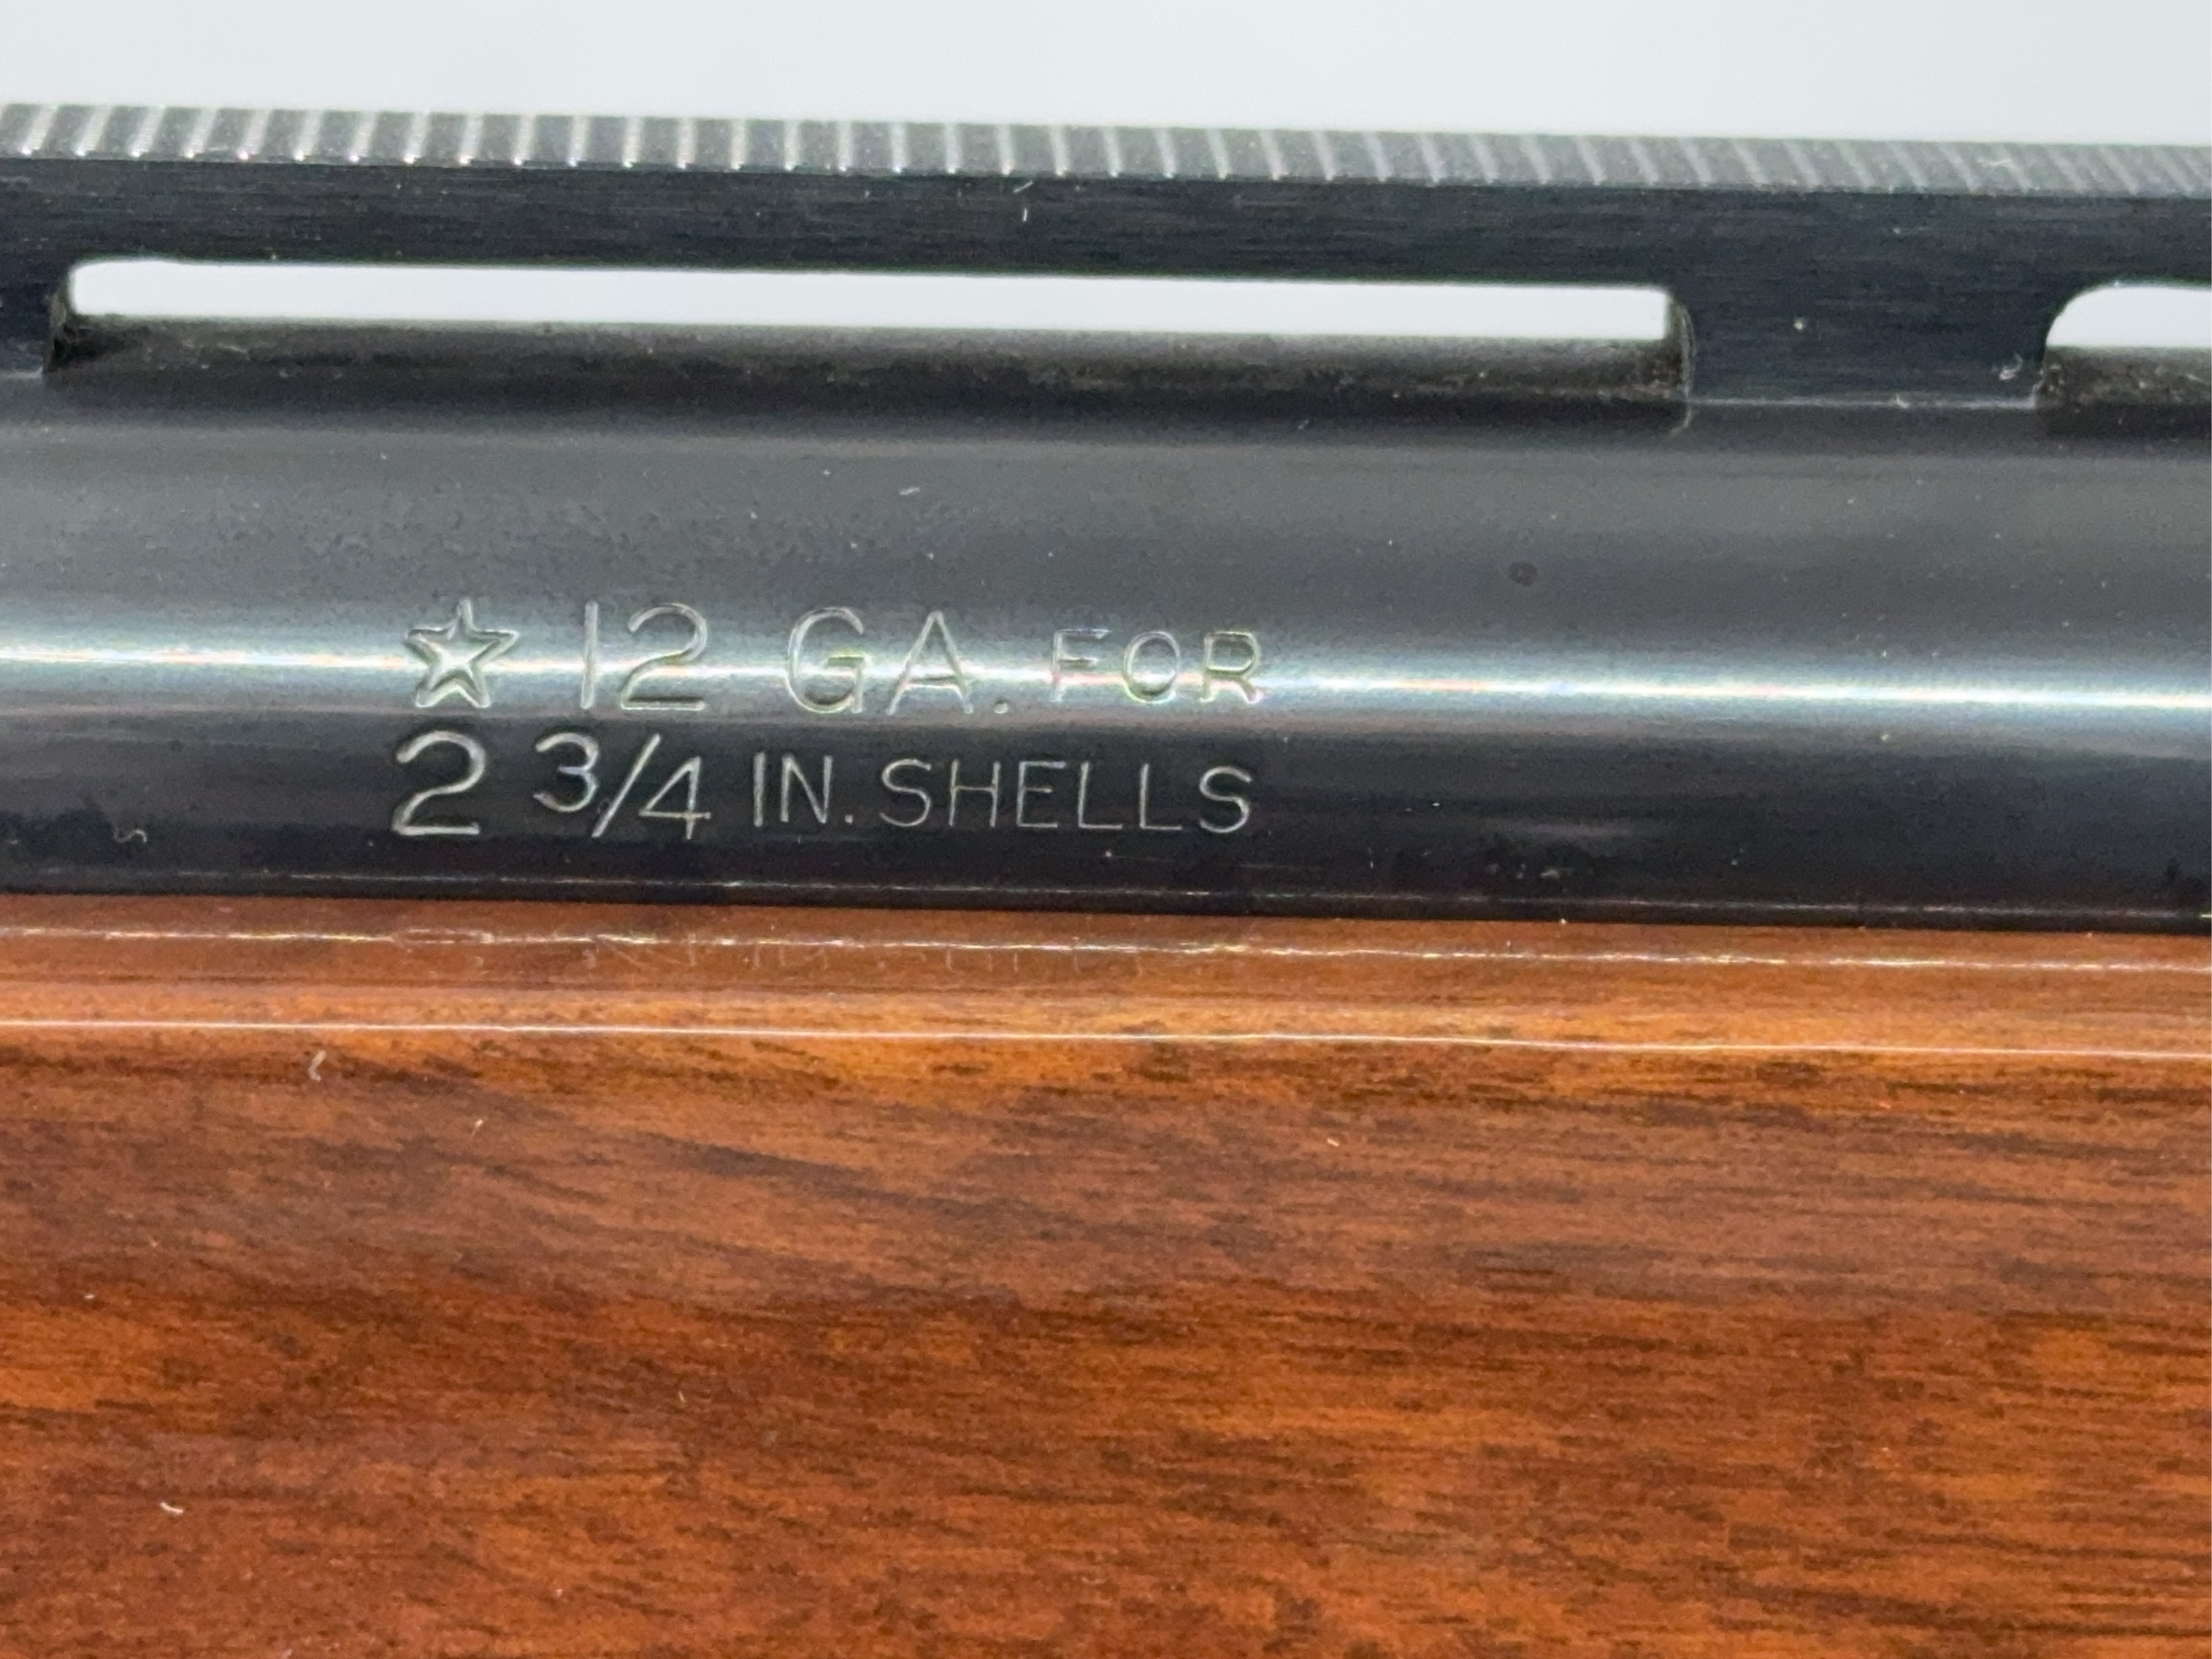 ☆ 12 GA. FOR
2 3/4 IN. SHELLS